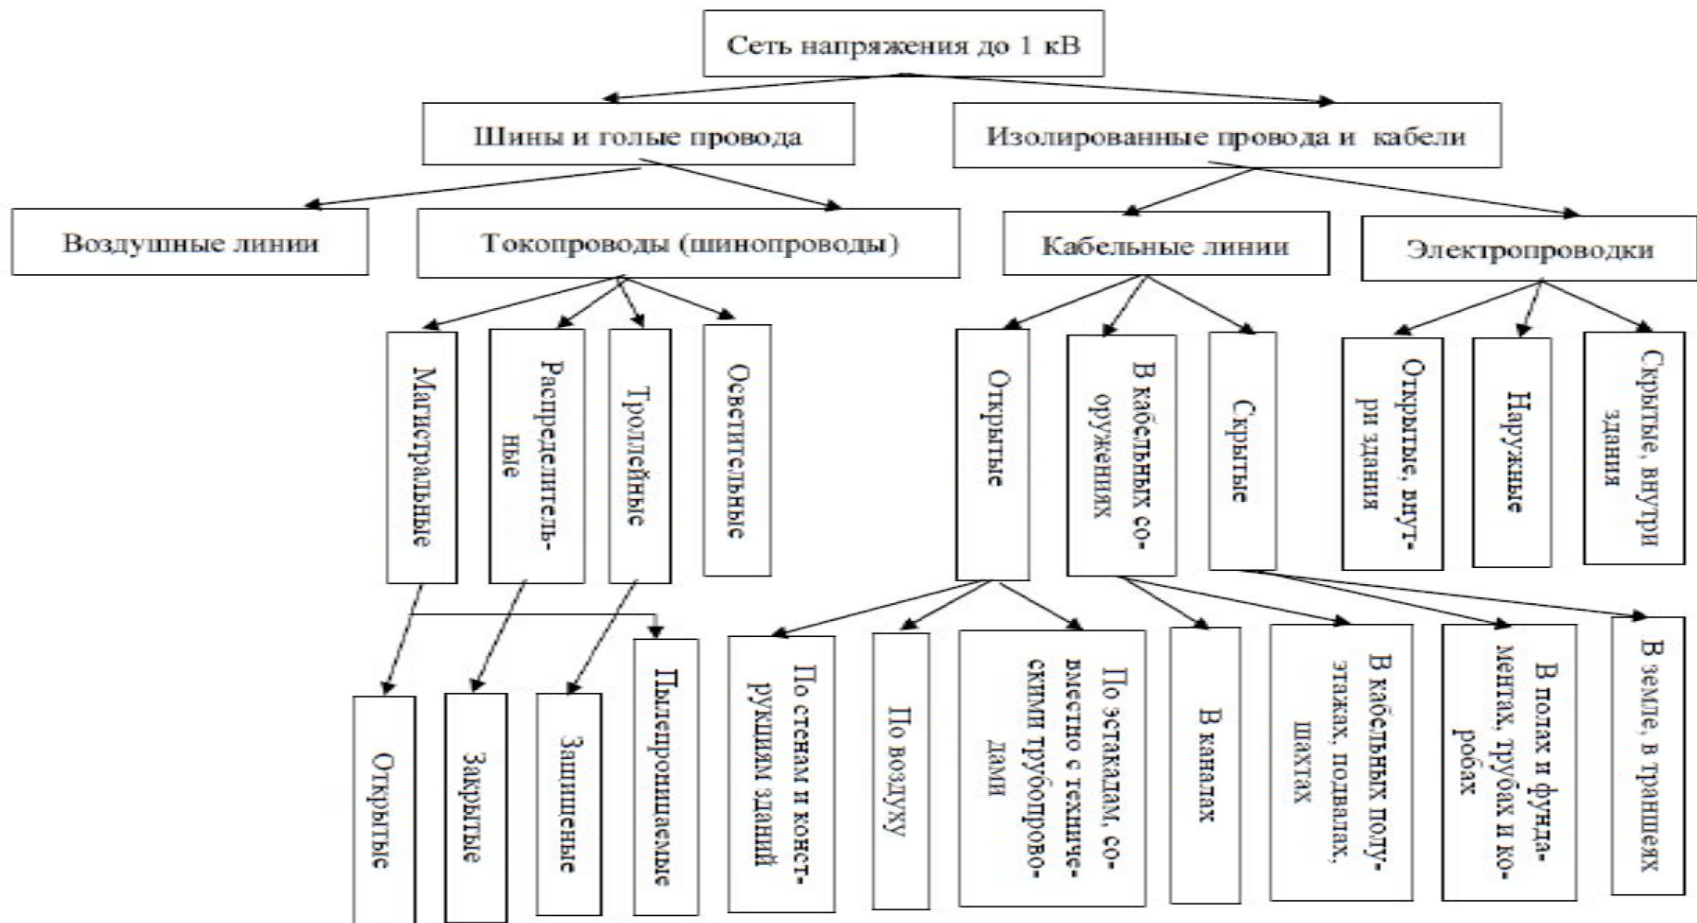 Сеть напряжения до 1 кВ
Шины и голые провода
Изолированные провода и кабели
Воздушные линии
Токопроводы (шинопроводы)
Кабельные линии
Электропроводки
Магистральные
Распределитель-
ные
Троллейные
Осветительные
Открытые
В кабельных со-
оружениях
Скрытые
Открытые, внут-
ри здания
Наружные
Скрытые, внутри
здания
Открытые
Закрытые
Защищеные
Пылепроницаемые
По стенам и конст-
рукциям зданий
По воздуху
По эстакадам, со-
вместно с техниче-
скими трубопрово-
дами
В каналах
В кабельных полу-
этажах, подвалах,
шахтах
В полах и фунда-
ментах, трубах и ко-
робах
В земле, в траншеях